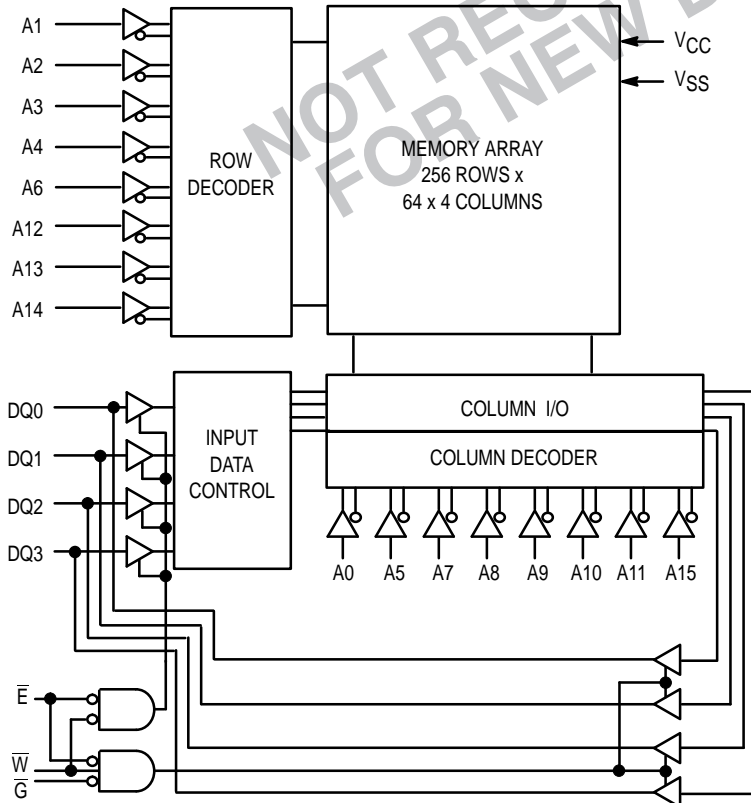 NOT REC
FOR NEW D
A1
A2
A3
A4
A6
A12
A13
A14
ROW
DECODER
MEMORY ARRAY
256 ROWS x
64 x 4 COLUMNS
VCC
VSS
DQ0
DQ1
DQ2
DQ3
INPUT
DATA
CONTROL
COLUMN I/O
COLUMN DECODER
A0 A5 A7 A8 A9 A10 A11 A15
E̅
W̅
G̅